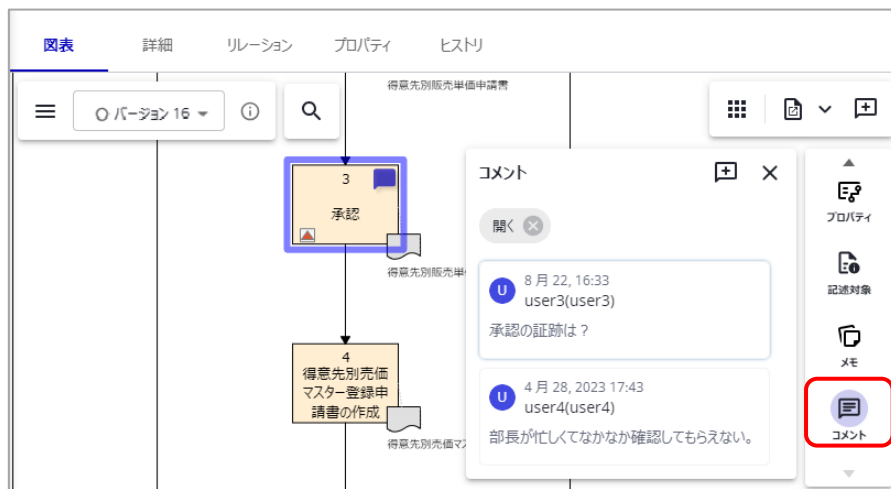 図表
詳細
リレーション
プロパティ
ヒストリ
得意先別販売単価申請書
バージョン 16
3
承認
得意先別販売単
4
得意先別売価
マスター登録申
請書の作成
得意先別売価マ
コメント
開く
U
8 月 22, 16:33
user3(user3)
承認の証跡は？
U
4 月 28, 2023 17:43
user4(user4)
部長が忙しくてなかなか確認してもらえない。
プロパティ
記述対象
メモ
コメント